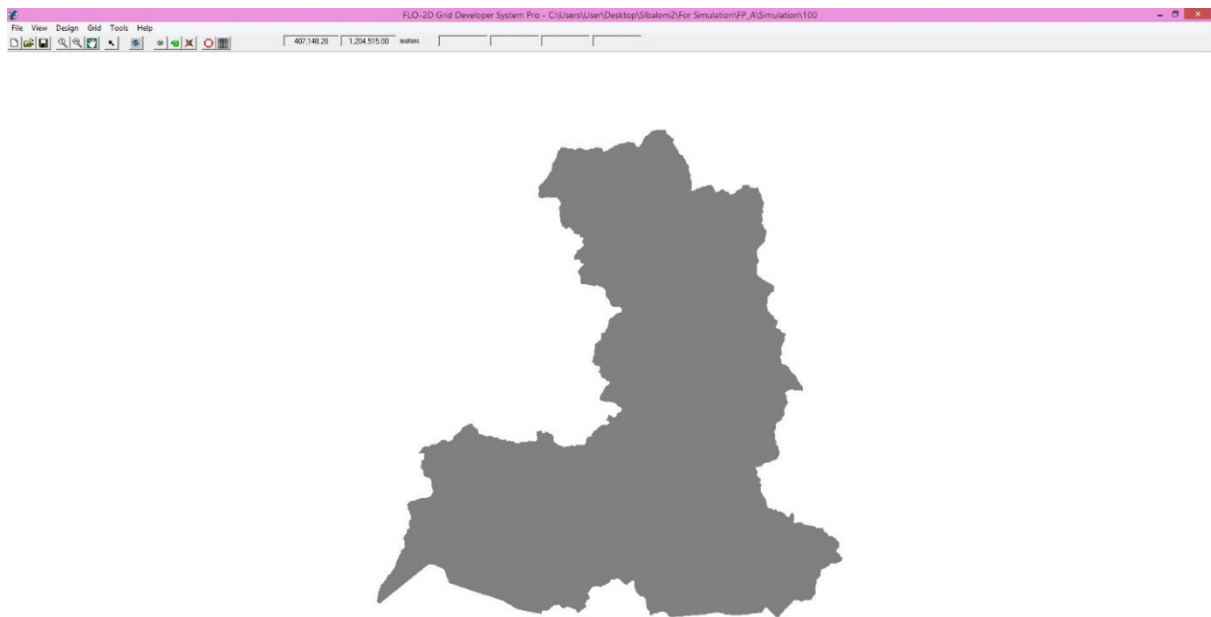 FLO-2D Grid Developer System Pro - C:\Users\User\Desktop\Sibalom2\For Simulation\FP_A\Simulation\100
File View Design Grid Tools Help
407,148.28 1,204,515.00 meters